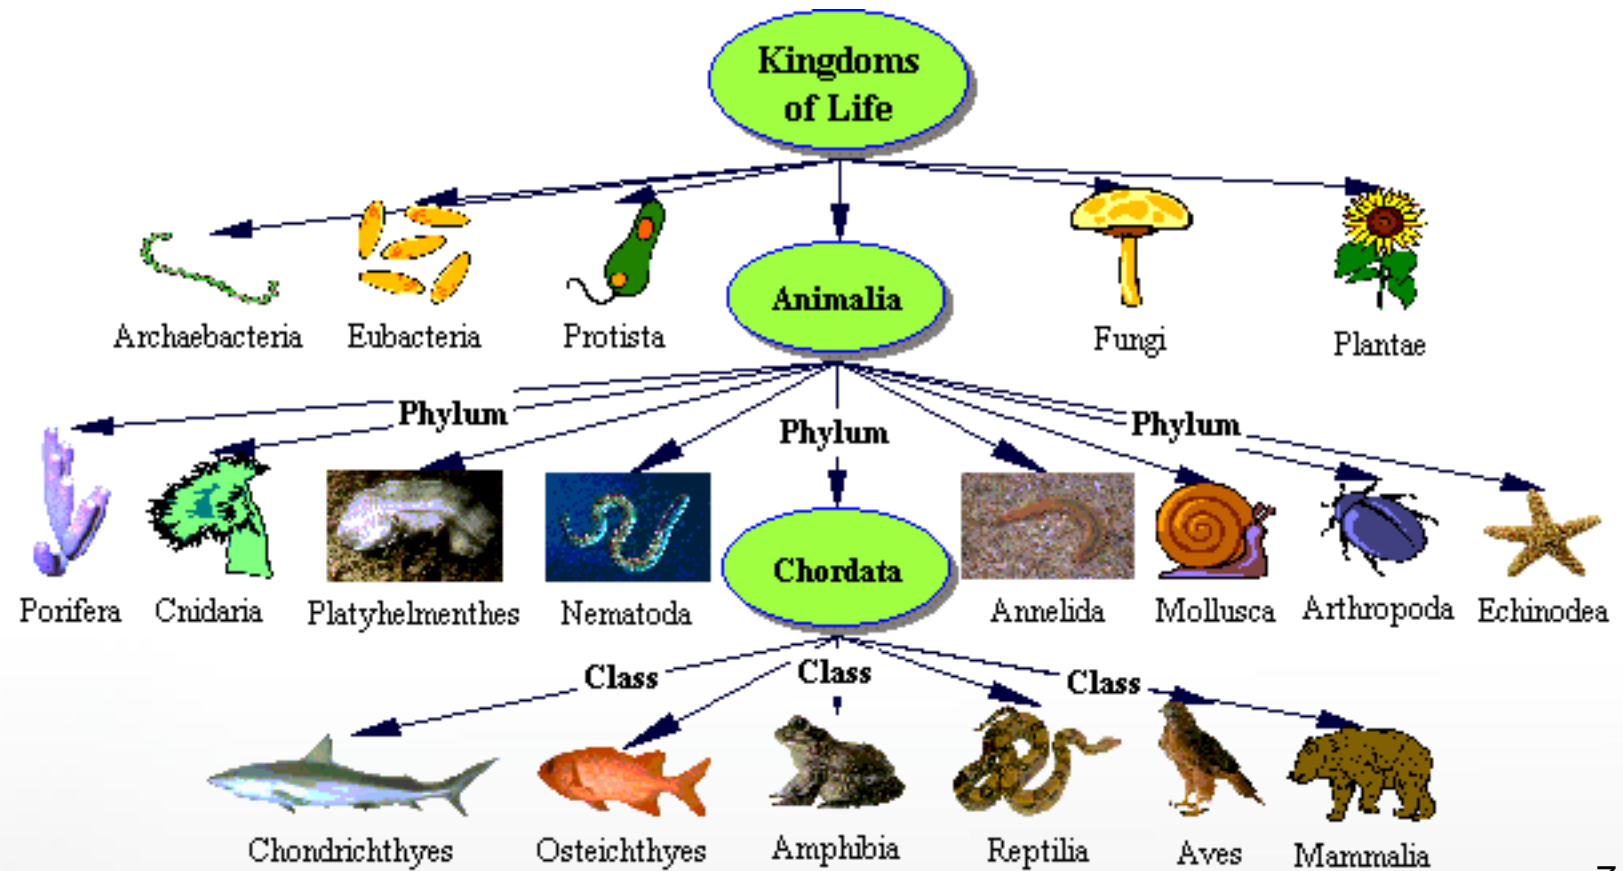 Kingdoms
of Life
Archaebacteria Eubacteria Protista Animalia Fungi Plantae
Phylum Phylum Phylum
Porifera Cnidaria Platyhelmenthes Nematoda Chordata Annelida Mollusca Arthropoda Echinodea
Class Class Class
Chondrichthyes Osteichthyes Amphibia Reptilia Aves Mammalia